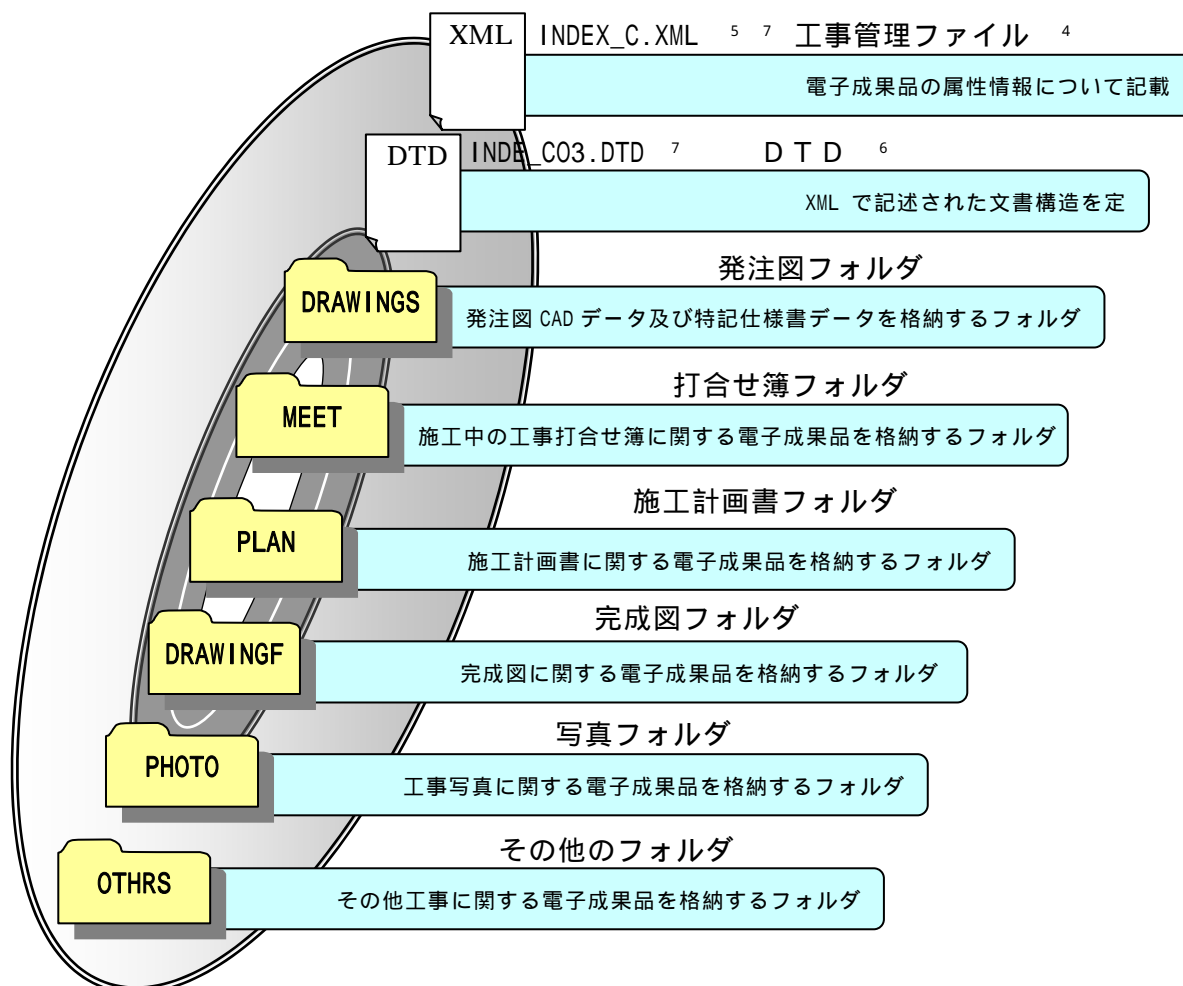 XML INDEX_C.XML 5 7 工事管理ファイル 4
電子成果品の属性情報について記載
DTD INDE_C03.DTD 7 ＤＴＤ 6
XML で記述された文書構造を定
発注図フォルダ
DRAWINGS
発注図 CAD データ及び特記仕様書データを格納するフォルダ
打合せ簿フォルダ
MEET
施工中の工事打合せ簿に関する電子成果品を格納するフォルダ
施工計画書フォルダ
PLAN
施工計画書に関する電子成果品を格納するフォルダ
完成図フォルダ
DRAWINGF
完成図に関する電子成果品を格納するフォルダ
写真フォルダ
PHOTO
工事写真に関する電子成果品を格納するフォルダ
その他のフォルダ
OTHRS
その他工事に関する電子成果品を格納するフォルダ